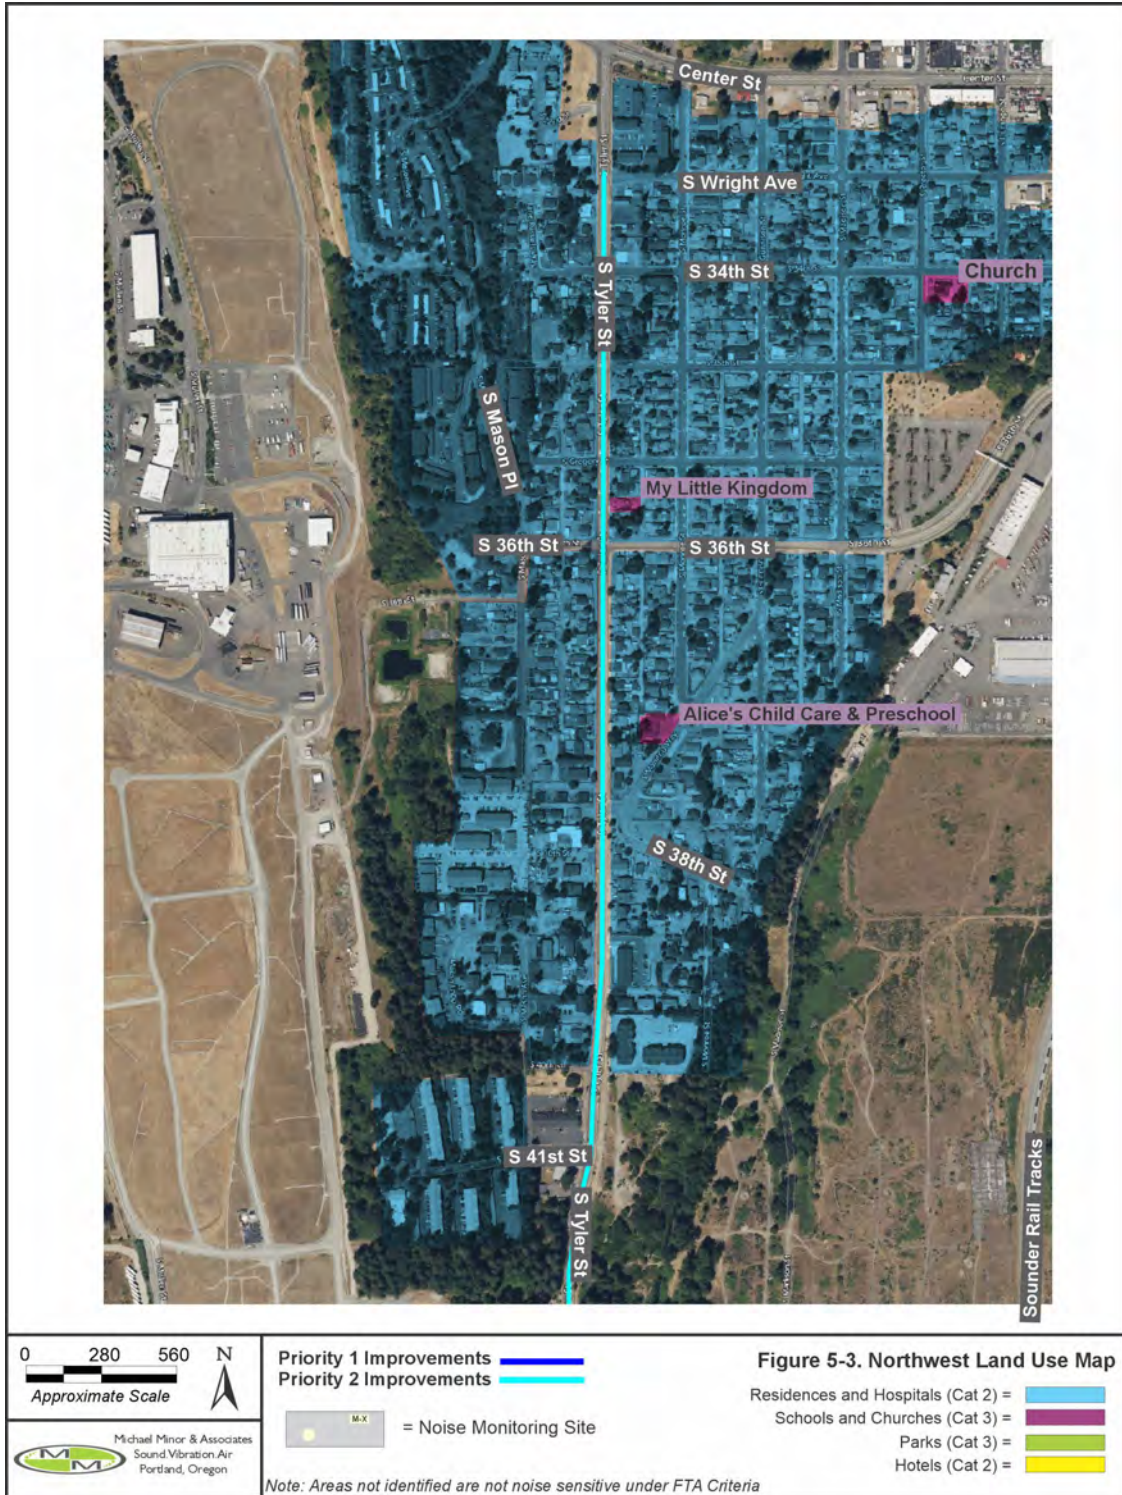 Center St
Center St
S Wright Ave
S 34th St
Church
S Tyler St
S Mason Pl
My Little Kingdom
S 36th St
S 36th St
Alice's Child Care & Preschool
S 38th St
S 41st St
S Tyler St
Sounder Rail Tracks
0 280 560
N
Approximate Scale
MM
Michael Minor & Associates
Sound.Vibration.Air
Portland, Oregon
Priority 1 Improvements
Priority 2 Improvements
M-X
= Noise Monitoring Site
Note: Areas not identified are not noise sensitive under FTA Criteria
Figure 5-3. Northwest Land Use Map
Residences and Hospitals (Cat 2) =
Schools and Churches (Cat 3) =
Parks (Cat 3) =
Hotels (Cat 2) =